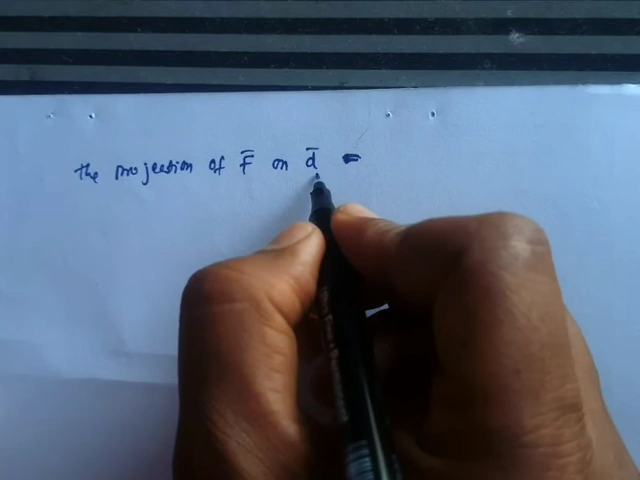 the projection of F̅ on d̅ =